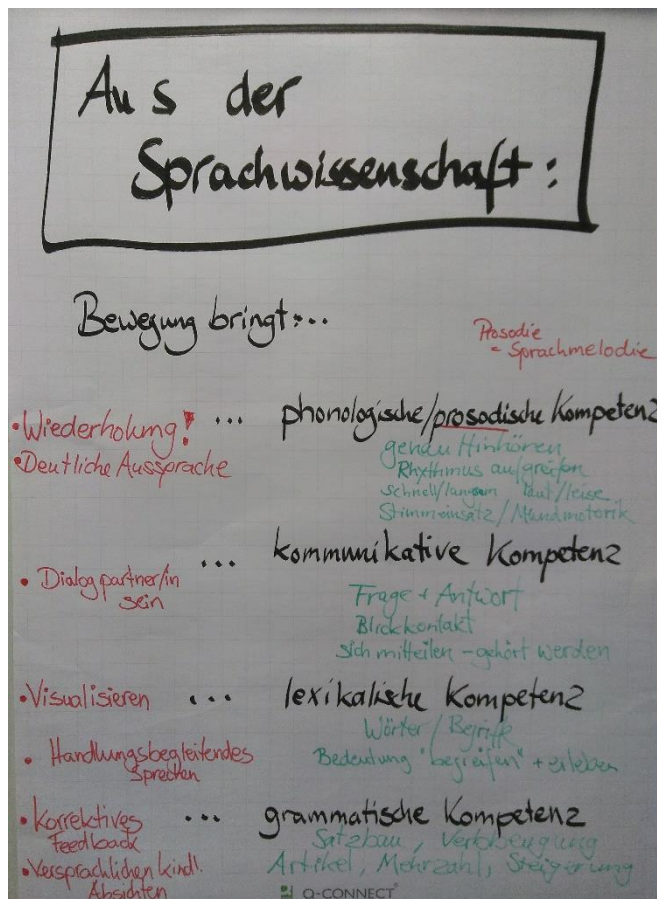 Aus der
Sprachwissenschaft:
Bewegung bringt:...
Prosodie
= Sprachmelodie
•Wiederholung! ... phonologische/prosodische Kompetenz
•Deutliche Aussprache
genau Hinhören
Rhythmus aufgreifen
schnell/langsam laut/leise
Stimmeinsatz/Mundmotorik
... kommunikative Kompetenz
• Dialogpartner/in
sein
Frage + Antwort
Blickkontakt
sich mitteilen - gehört werden
•Visualisieren ... lexikalische Kompetenz
Wörter/Begriffe
• Handlungsbegleitendes
Sprechen
Bedeutung "begreifen" + erleben
•Korrektives ... grammatische Kompetenz
Feedback
Satzbau, Verbbeugung
•Versprachlichen kindl.
Absichten
Artikel, Mehrzahl, Steigerung
Q-CONNECT®